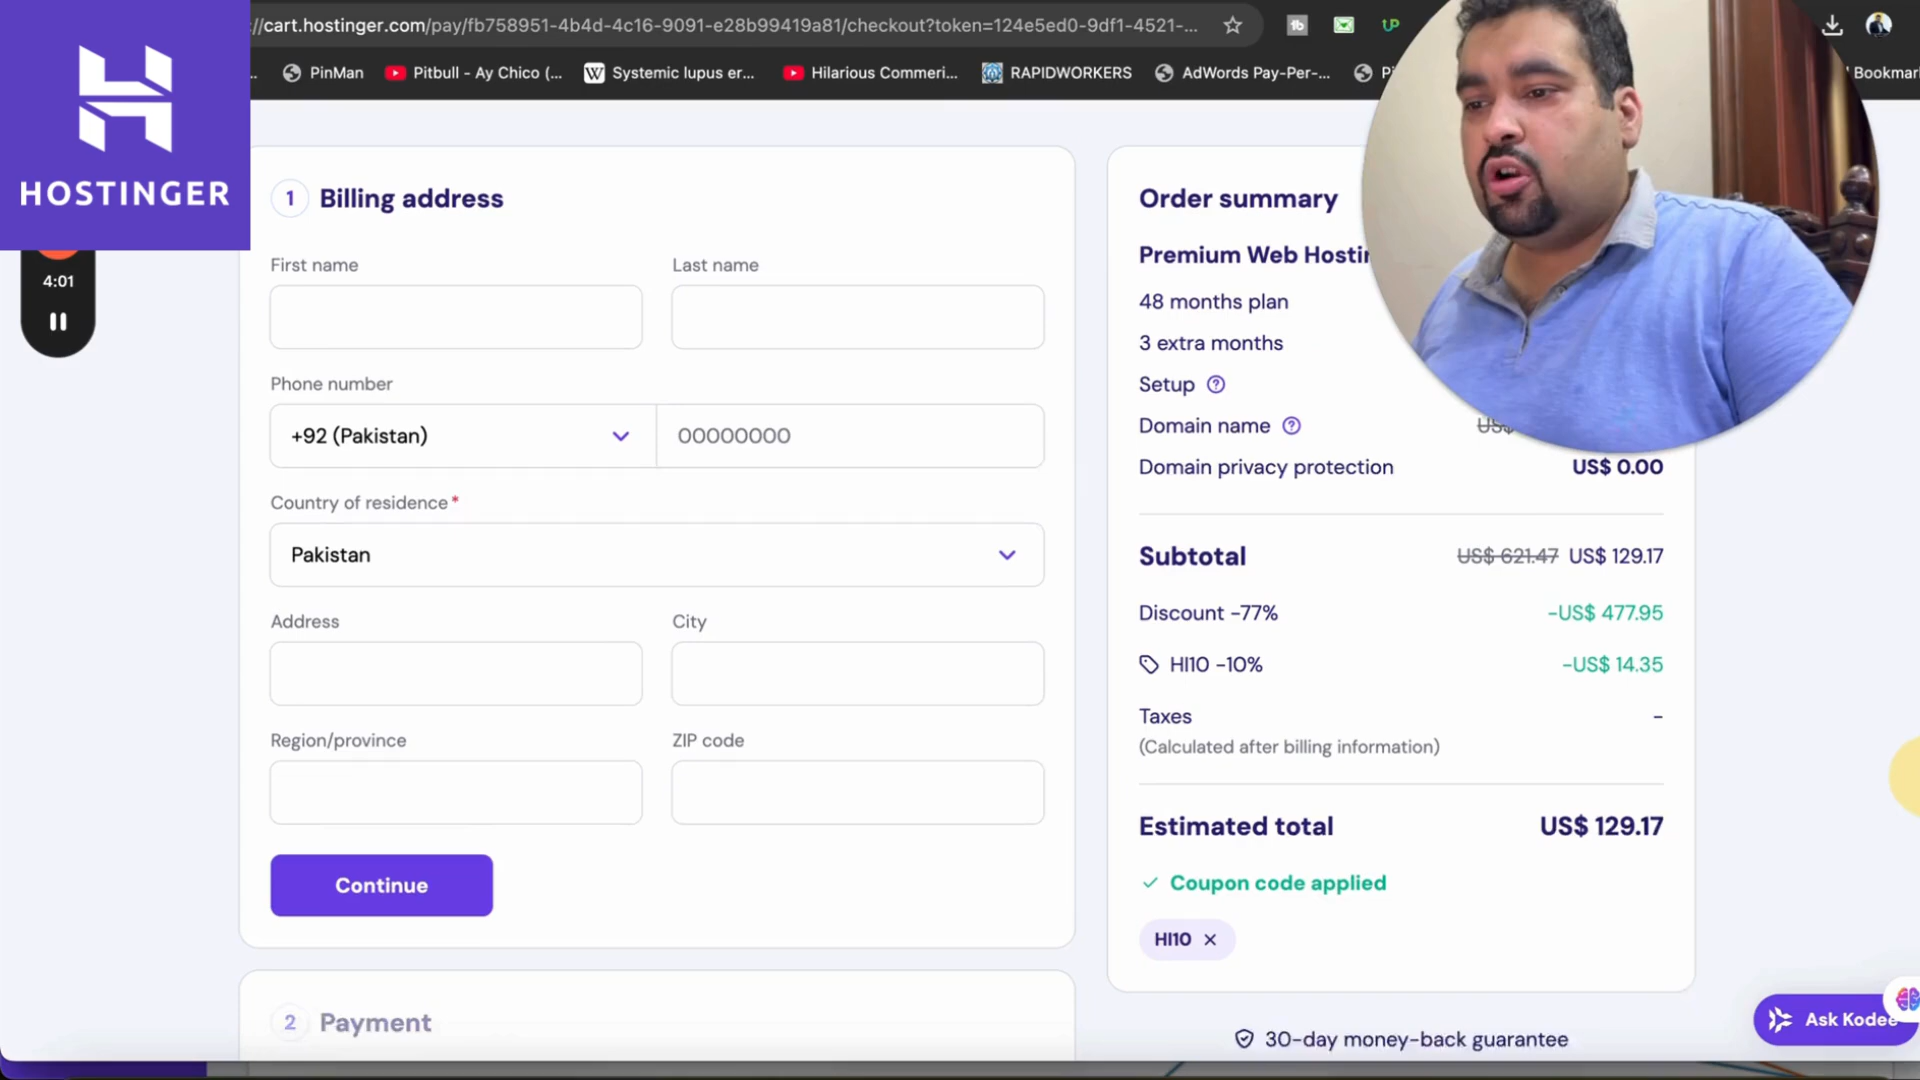 //cart.hostinger.com/pay/fb758951-4b4d-4c16-9091-e28b99419a81/checkout?token=124e5ed0-9df1-4521-...
... PinMan Pitbull - Ay Chico (... W Systemic lupus er... Hilarious Commeri... RAPIDWORKERS AdWords Pay-Per-... Bookmar
HOSTINGER
4:01
1 Billing address
First name Last name
Phone number
+92 (Pakistan) 00000000
Country of residence*
Pakistan
Address City
Region/province ZIP code
Continue
2 Payment
Order summary
Premium Web Hostin
48 months plan
3 extra months
Setup ?
Domain name ? US$
Domain privacy protection US$ 0.00
Subtotal US$ 621.47 US$ 129.17
Discount -77% -US$ 477.95
HI10 -10% -US$ 14.35
Taxes -
(Calculated after billing information)
Estimated total US$ 129.17
Coupon code applied
HI10 ×
30-day money-back guarantee
Ask Kodee